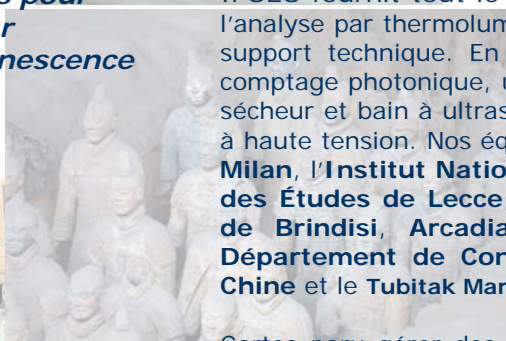 pour
r
nescence
l'analyse par thermolum
support technique. En
comptage photonique, u
sécheur et bain à ultras
à haute tension. Nos éq
Milan, l'Institut Natio
des Études de Lecce
de Brindisi, Arcadia
Département de Con
Chine et le Tubitak Mar